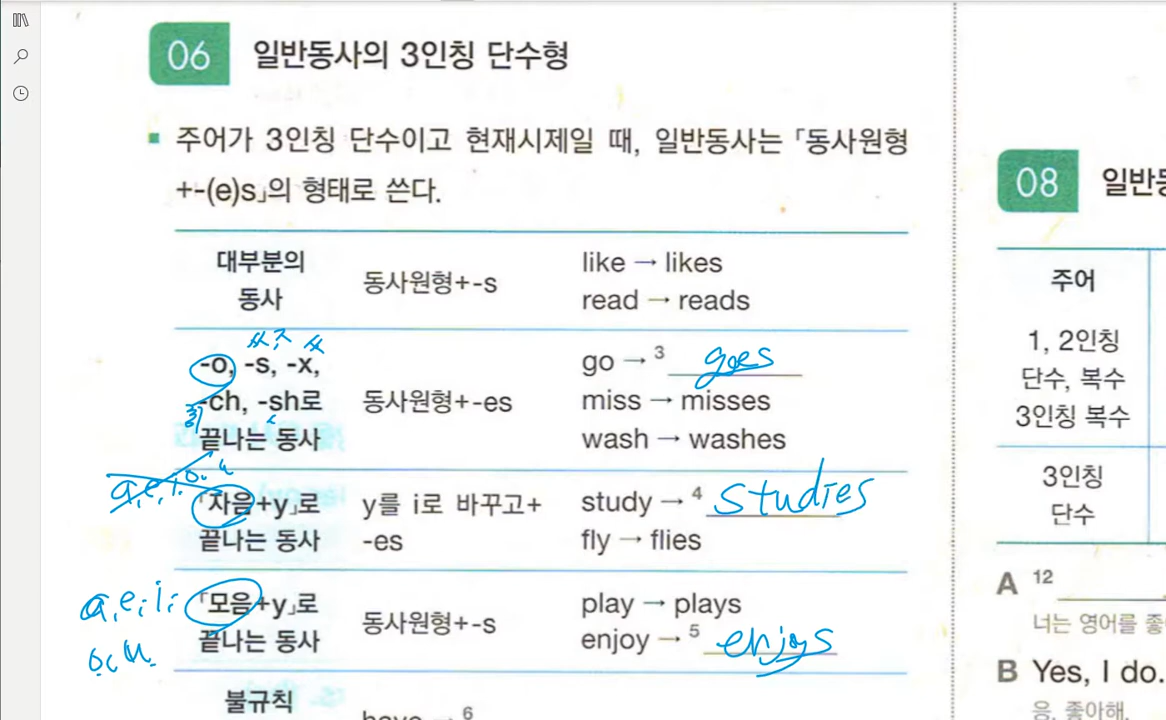 06 일반동사의 3인칭 단수형
주어가 3인칭 단수이고 현재시제일 때, 일반동사는 「동사원형
+-(e)s」의 형태로 쓴다.
대부분의
동사
동사원형+-s
like → likes
read → reads
-o, -s, -x,
-ch, -sh로
끝나는 동사
동사원형+-es
go → 3 goes
miss → misses
wash → washes
a, e, i, o, u
「자음+y」로
끝나는 동사
y를 i로 바꾸고+
-es
study → 4 studies
fly → flies
a, e, i,
o, u
「모음+y」로
끝나는 동사
동사원형+-s
play → plays
enjoy → 5 enjoys
불규칙
have → 6
08
주어
1, 2인칭
단수, 복수
3인칭 복수
3인칭
단수
A 12
너는 영어를
B Yes, I do.
응, 좋아해.